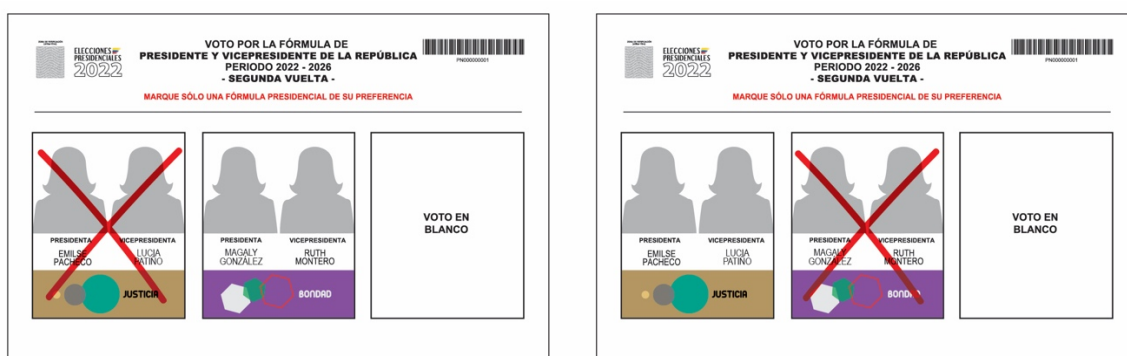 ELECCIONES
PRESIDENCIALES
2022
VOTO POR LA FÓRMULA DE
PRESIDENTE Y VICEPRESIDENTE DE LA REPÚBLICA
PERIODO 2022 - 2026
- SEGUNDA VUELTA -
PN000000001
MARQUE SÓLO UNA FÓRMULA PRESIDENCIAL DE SU PREFERENCIA
PRESIDENTA VICEPRESIDENTA
EMILSE LUCIA
PACHECO PATIÑO
JUSTICIA
PRESIDENTA VICEPRESIDENTA
MAGALY RUTH
GONZÁLEZ MONTERO
BONDAD
VOTO EN
BLANCO
ELECCIONES
PRESIDENCIALES
2022
VOTO POR LA FÓRMULA DE
PRESIDENTE Y VICEPRESIDENTE DE LA REPÚBLICA
PERIODO 2022 - 2026
- SEGUNDA VUELTA -
PN000000001
MARQUE SÓLO UNA FÓRMULA PRESIDENCIAL DE SU PREFERENCIA
PRESIDENTA VICEPRESIDENTA
EMILSE LUCIA
PACHECO PATIÑO
JUSTICIA
PRESIDENTA VICEPRESIDENTA
MAGALY RUTH
GONZÁLEZ MONTERO
BONDAD
VOTO EN
BLANCO